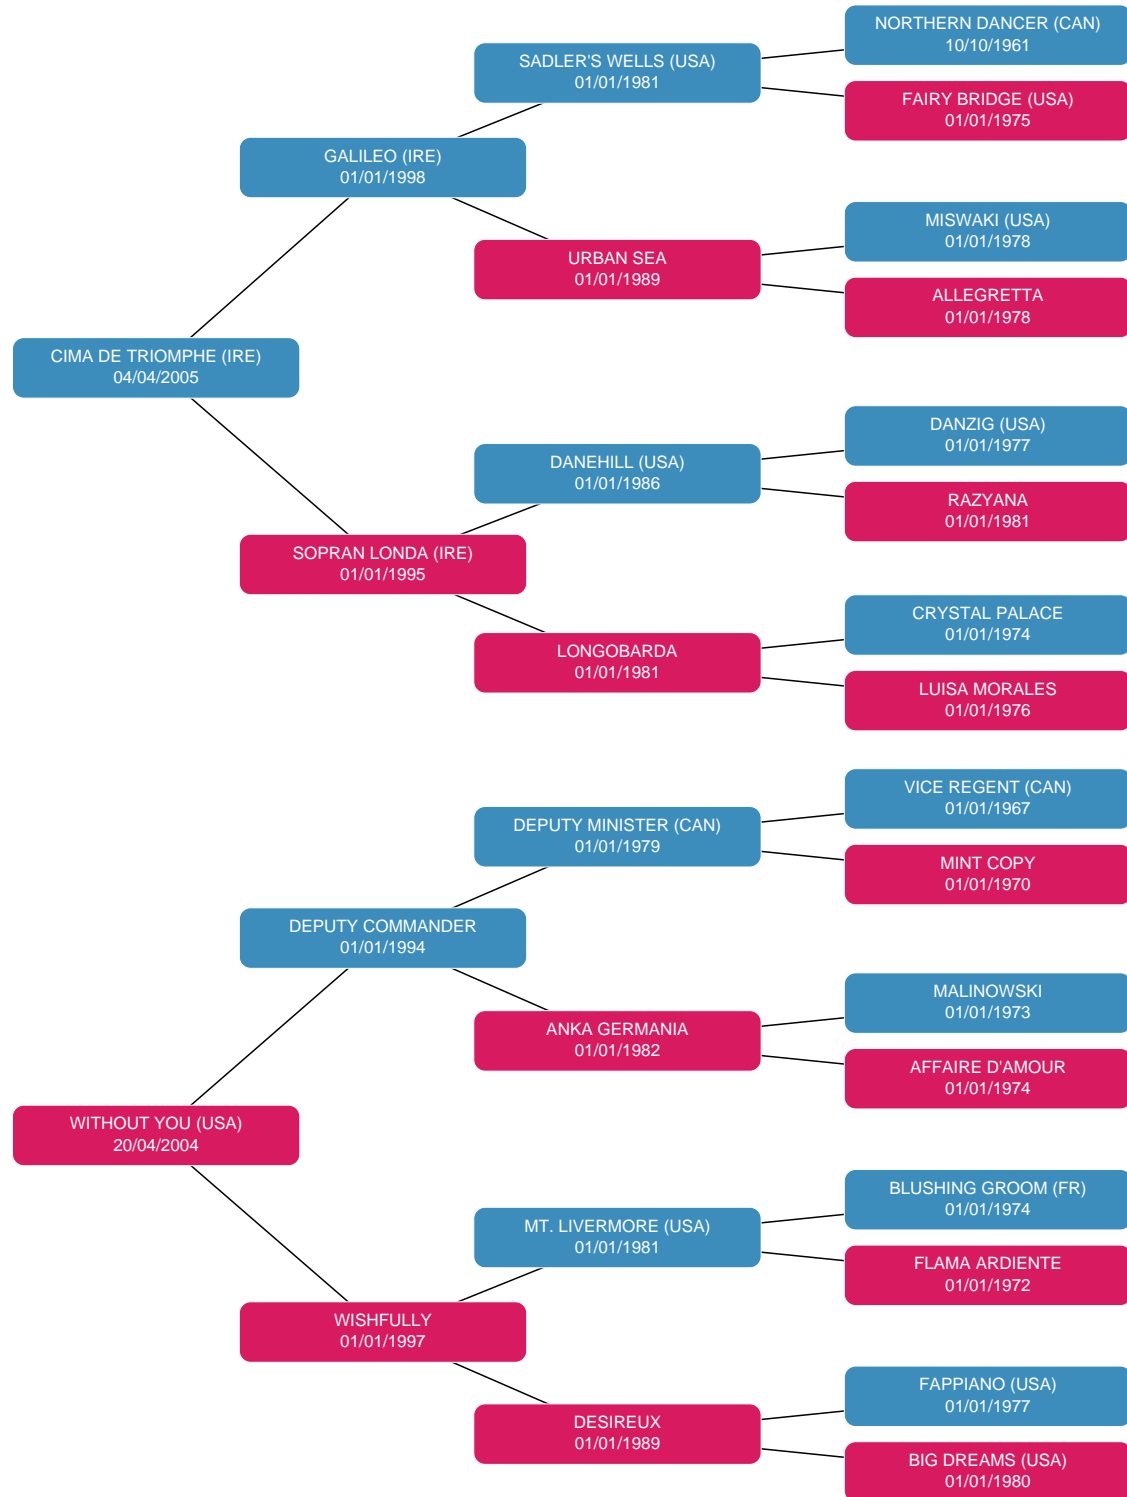 NORTHERN DANCER (CAN)
10/10/1961
SADLER'S WELLS (USA)
01/01/1981
FAIRY BRIDGE (USA)
01/01/1975
GALILEO (IRE)
01/01/1998
MISWAKI (USA)
01/01/1978
URBAN SEA
01/01/1989
ALLEGRETTA
01/01/1978
CIMA DE TRIOMPHE (IRE)
04/04/2005
DANZIG (USA)
01/01/1977
DANEHILL (USA)
01/01/1986
RAZYANA
01/01/1981
SOPRAN LONDA (IRE)
01/01/1995
CRYSTAL PALACE
01/01/1974
LONGOBARDA
01/01/1981
LUISA MORALES
01/01/1976
VICE REGENT (CAN)
01/01/1967
DEPUTY MINISTER (CAN)
01/01/1979
MINT COPY
01/01/1970
DEPUTY COMMANDER
01/01/1994
MALINOWSKI
01/01/1973
ANKA GERMANIA
01/01/1982
AFFAIRE D'AMOUR
01/01/1974
WITHOUT YOU (USA)
20/04/2004
BLUSHING GROOM (FR)
01/01/1974
MT. LIVERMORE (USA)
01/01/1981
FLAMA ARDIENTE
01/01/1972
WISHFULLY
01/01/1997
FAPPIANO (USA)
01/01/1977
DESIREUX
01/01/1989
BIG DREAMS (USA)
01/01/1980